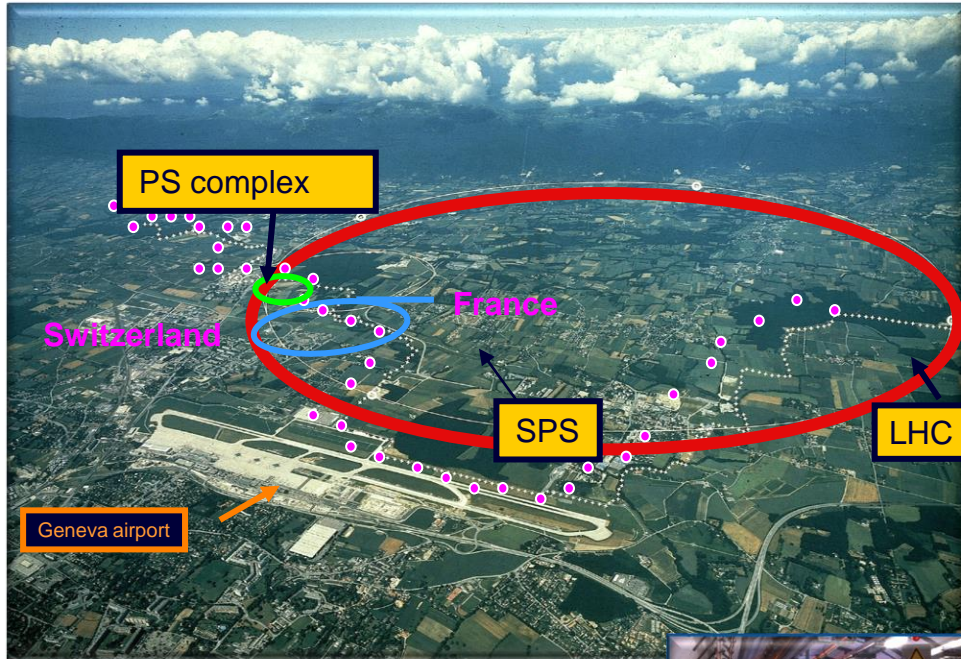 PS complex
France
Switzerland
SPS
LHC
Geneva airport